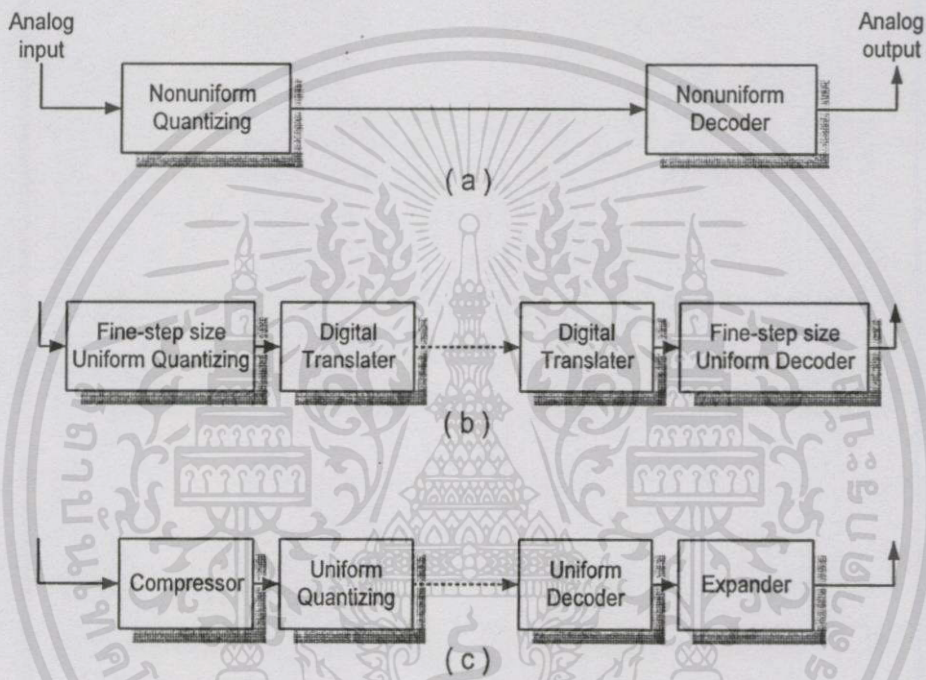 Analog
input
Analog
output
Nonuniform
Quantizing
Nonuniform
Decoder
( a )
Fine-step size
Uniform Quantizing
Digital
Translater
Digital
Translater
Fine-step size
Uniform Decoder
( b )
Compressor
Uniform
Quantizing
Uniform
Decoder
Expander
( c )